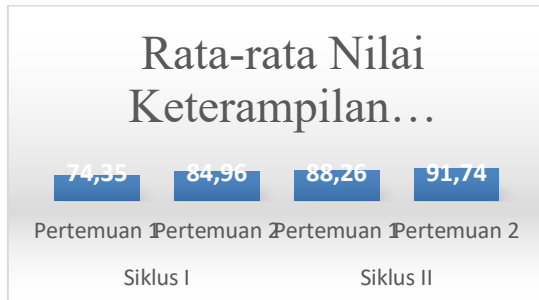 Rata-rata Nilai
Keterampilan…
74,35 84,96 88,26 91,74
Pertemuan 1 Pertemuan 2 Pertemuan 1 Pertemuan 2
Siklus I Siklus II